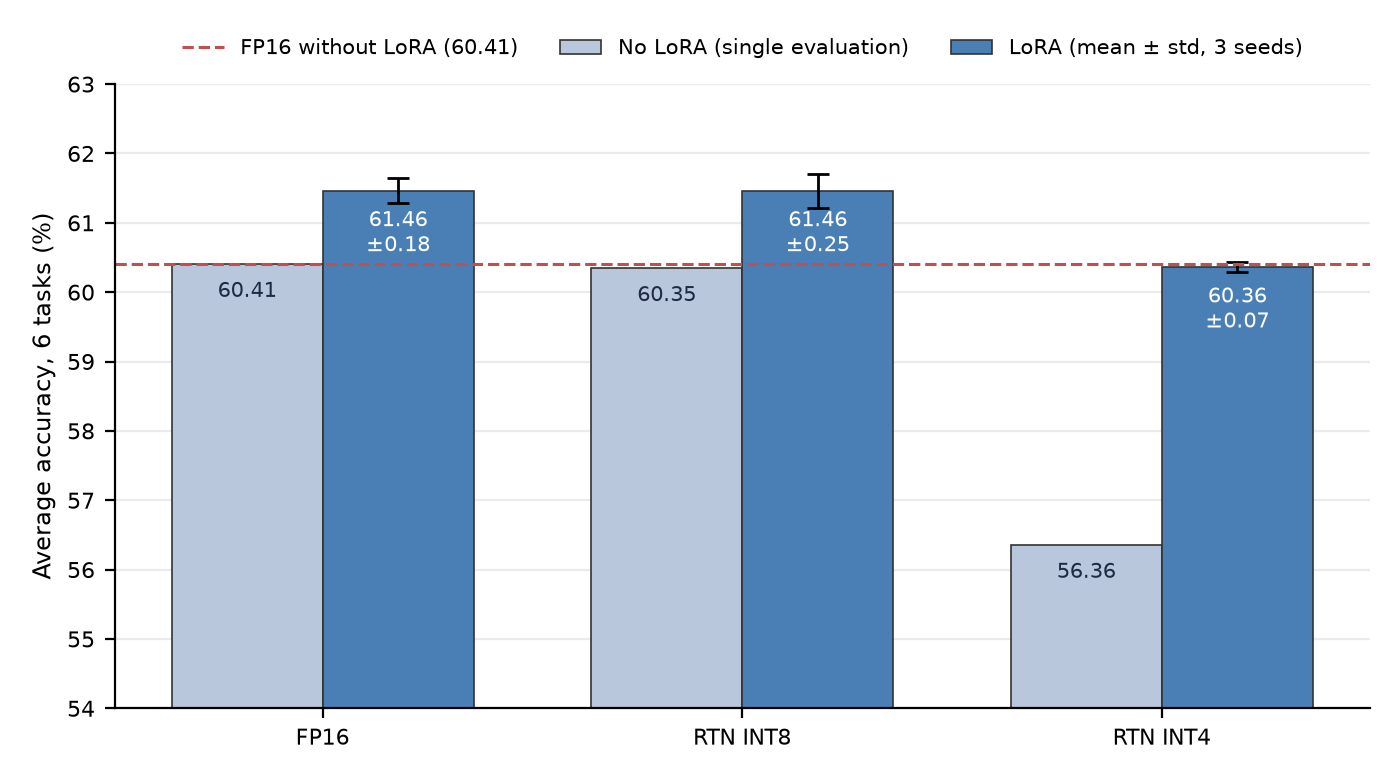 FP16 without LoRA (60.41)
No LoRA (single evaluation)
LoRA (mean ± std, 3 seeds)
Average accuracy, 6 tasks (%)
63
62
61
60
59
58
57
56
55
54
60.41
61.46
±0.18
60.35
61.46
±0.25
56.36
60.36
±0.07
FP16
RTN INT8
RTN INT4